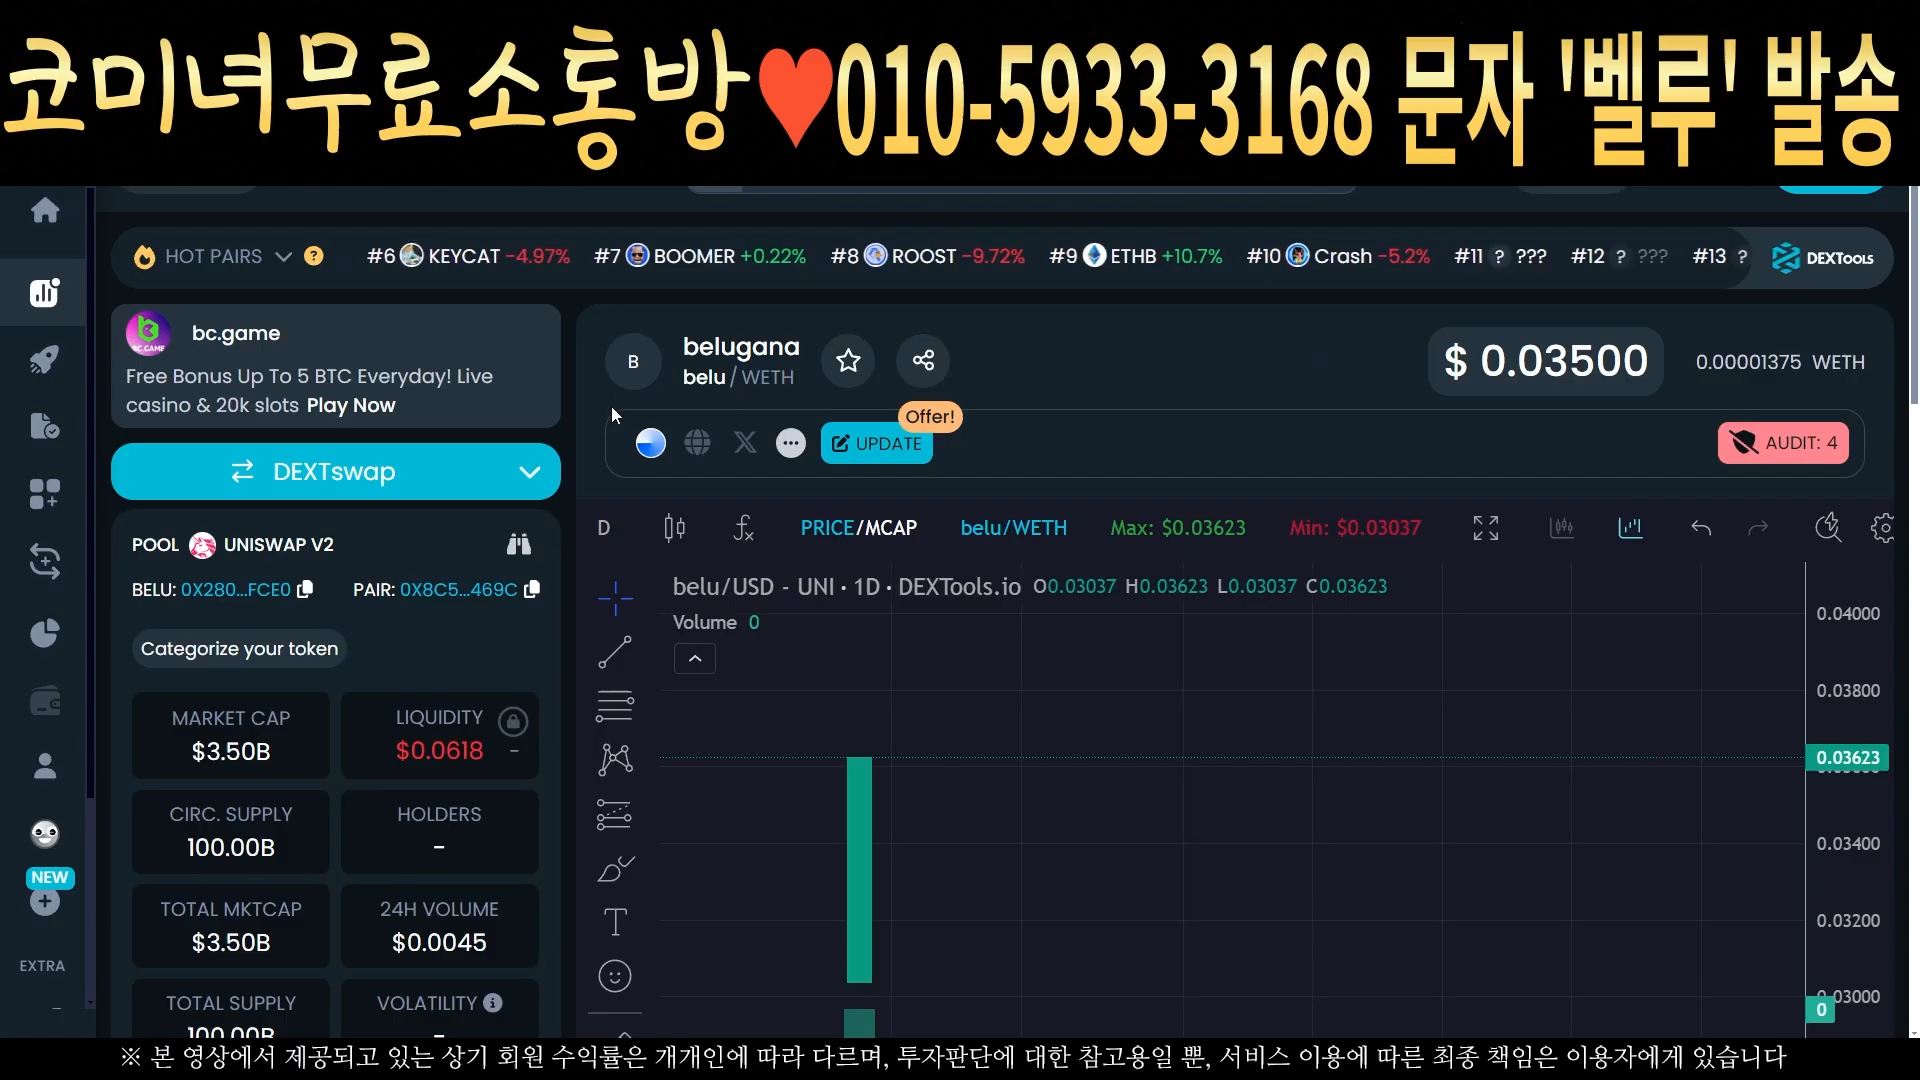 코미녀무료소통방♥010-5933-3168 문자 '벨루' 발송
HOT PAIRS ? #6 KEYCAT -4.97% #7 BOOMER +0.22% #8 ROOST -9.72% #9 ETHB +10.7% #10 Crash -5.2% #11 ? ??? #12 ? ??? #13 ? DEXTools
BC.GAME
bc.game
Free Bonus Up To 5 BTC Everyday! Live
casino & 20k slots Play Now
DEXTswap
POOL UNISWAP V2
BELU: 0X280...FCE0 PAIR: 0X8C5...469C
Categorize your token
MARKET CAP
$3.50B
LIQUIDITY
$0.0618 -
CIRC. SUPPLY
100.00B
HOLDERS
-
TOTAL MKTCAP
$3.50B
24H VOLUME
$0.0045
TOTAL SUPPLY
100.00B
VOLATILITY
-
NEW
EXTRA
B
belugana
belu/WETH
$ 0.03500 0.00001375 WETH
Offer!
UPDATE
AUDIT: 4
D PRICE/MCAP belu/WETH Max: $0.03623 Min: $0.03037
belu/USD - UNI · 1D · DEXTools.io O0.03037 H0.03623 L0.03037 C0.03623
Volume 0
0.04000
0.03800
0.03623
0.03400
0.03200
0.03000
0
※ 본 영상에서 제공되고 있는 상기 회원 수익률은 개개인에 따라 다르며, 투자판단에 대한 참고용일 뿐, 서비스 이용에 따른 최종 책임은 이용자에게 있습니다